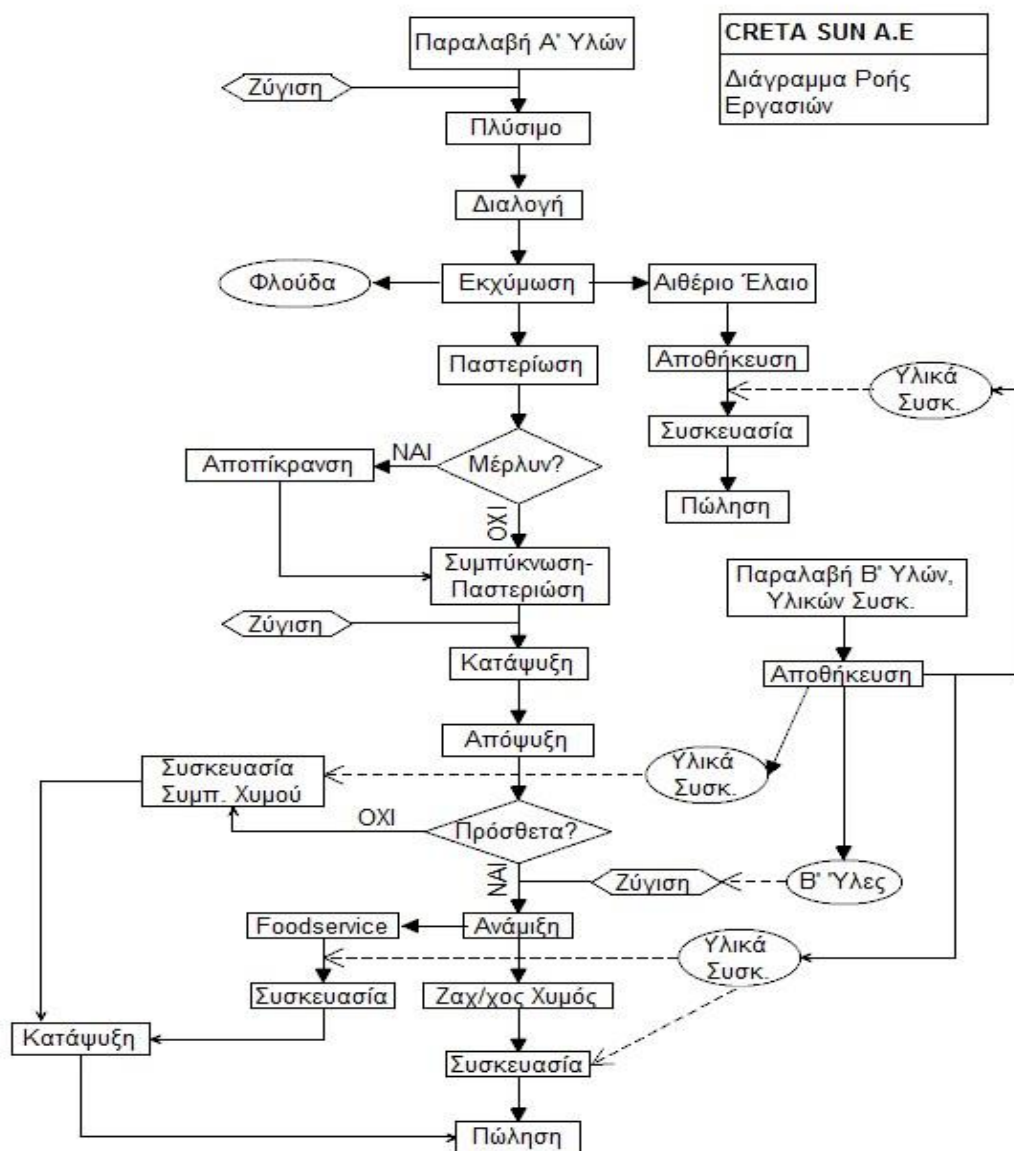 Παραλαβή Α' Υλών
CRETA SUN Α.Ε
Διάγραμμα Ροής
Εργασιών
Ζύγιση
Πλύσιμο
Διαλογή
Φλούδα
Εκχύμωση
Αιθέριο Έλαιο
Παστερίωση
Αποθήκευση
Υλικά
Συσκ.
Συσκευασία
Αποπίκρανση
ΝΑΙ
Μέρλυν?
Πώληση
ΟΧΙ
Συμπύκνωση-
Παστεριώση
Παραλαβή Β' Υλών,
Υλικών Συσκ.
Ζύγιση
Κατάψυξη
Αποθήκευση
Απόψυξη
Συσκευασία
Συμπ. Χυμού
Υλικά
Συσκ.
ΟΧΙ
Πρόσθετα?
ΝΑΙ
Ζύγιση
Β' Ύλες
Foodservice
Ανάμιξη
Υλικά
Συσκ.
Συσκευασία
Ζαχ/χος Χυμός
Κατάψυξη
Συσκευασία
Πώληση